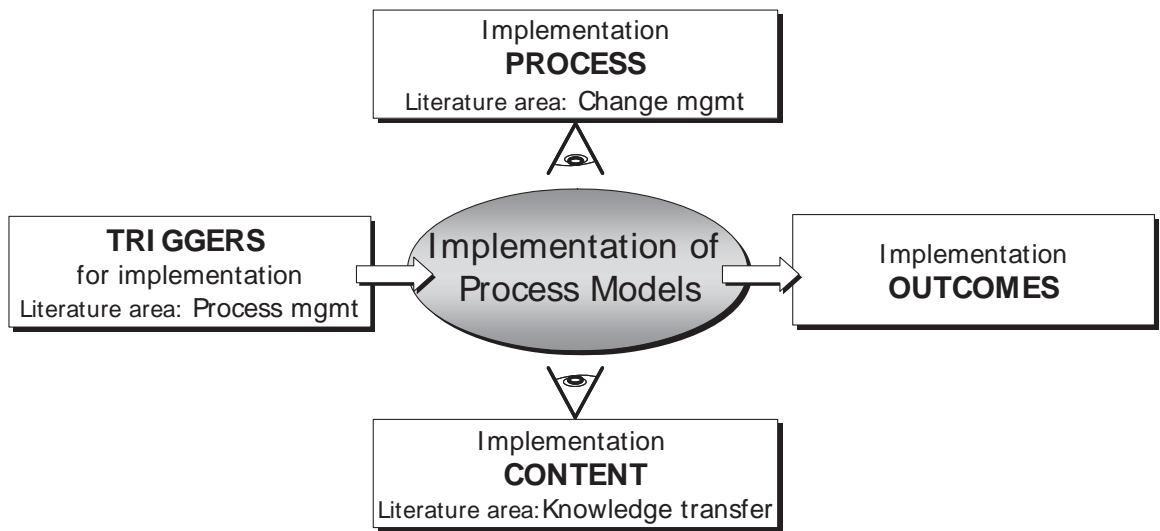 Implementation
PROCESS
Literature area: Change mgmt
TRIGGERS
for implementation
Literature area: Process mgmt
Implementation of
Process Models
Implementation
OUTCOMES
Implementation
CONTENT
Literature area:Knowledge transfer